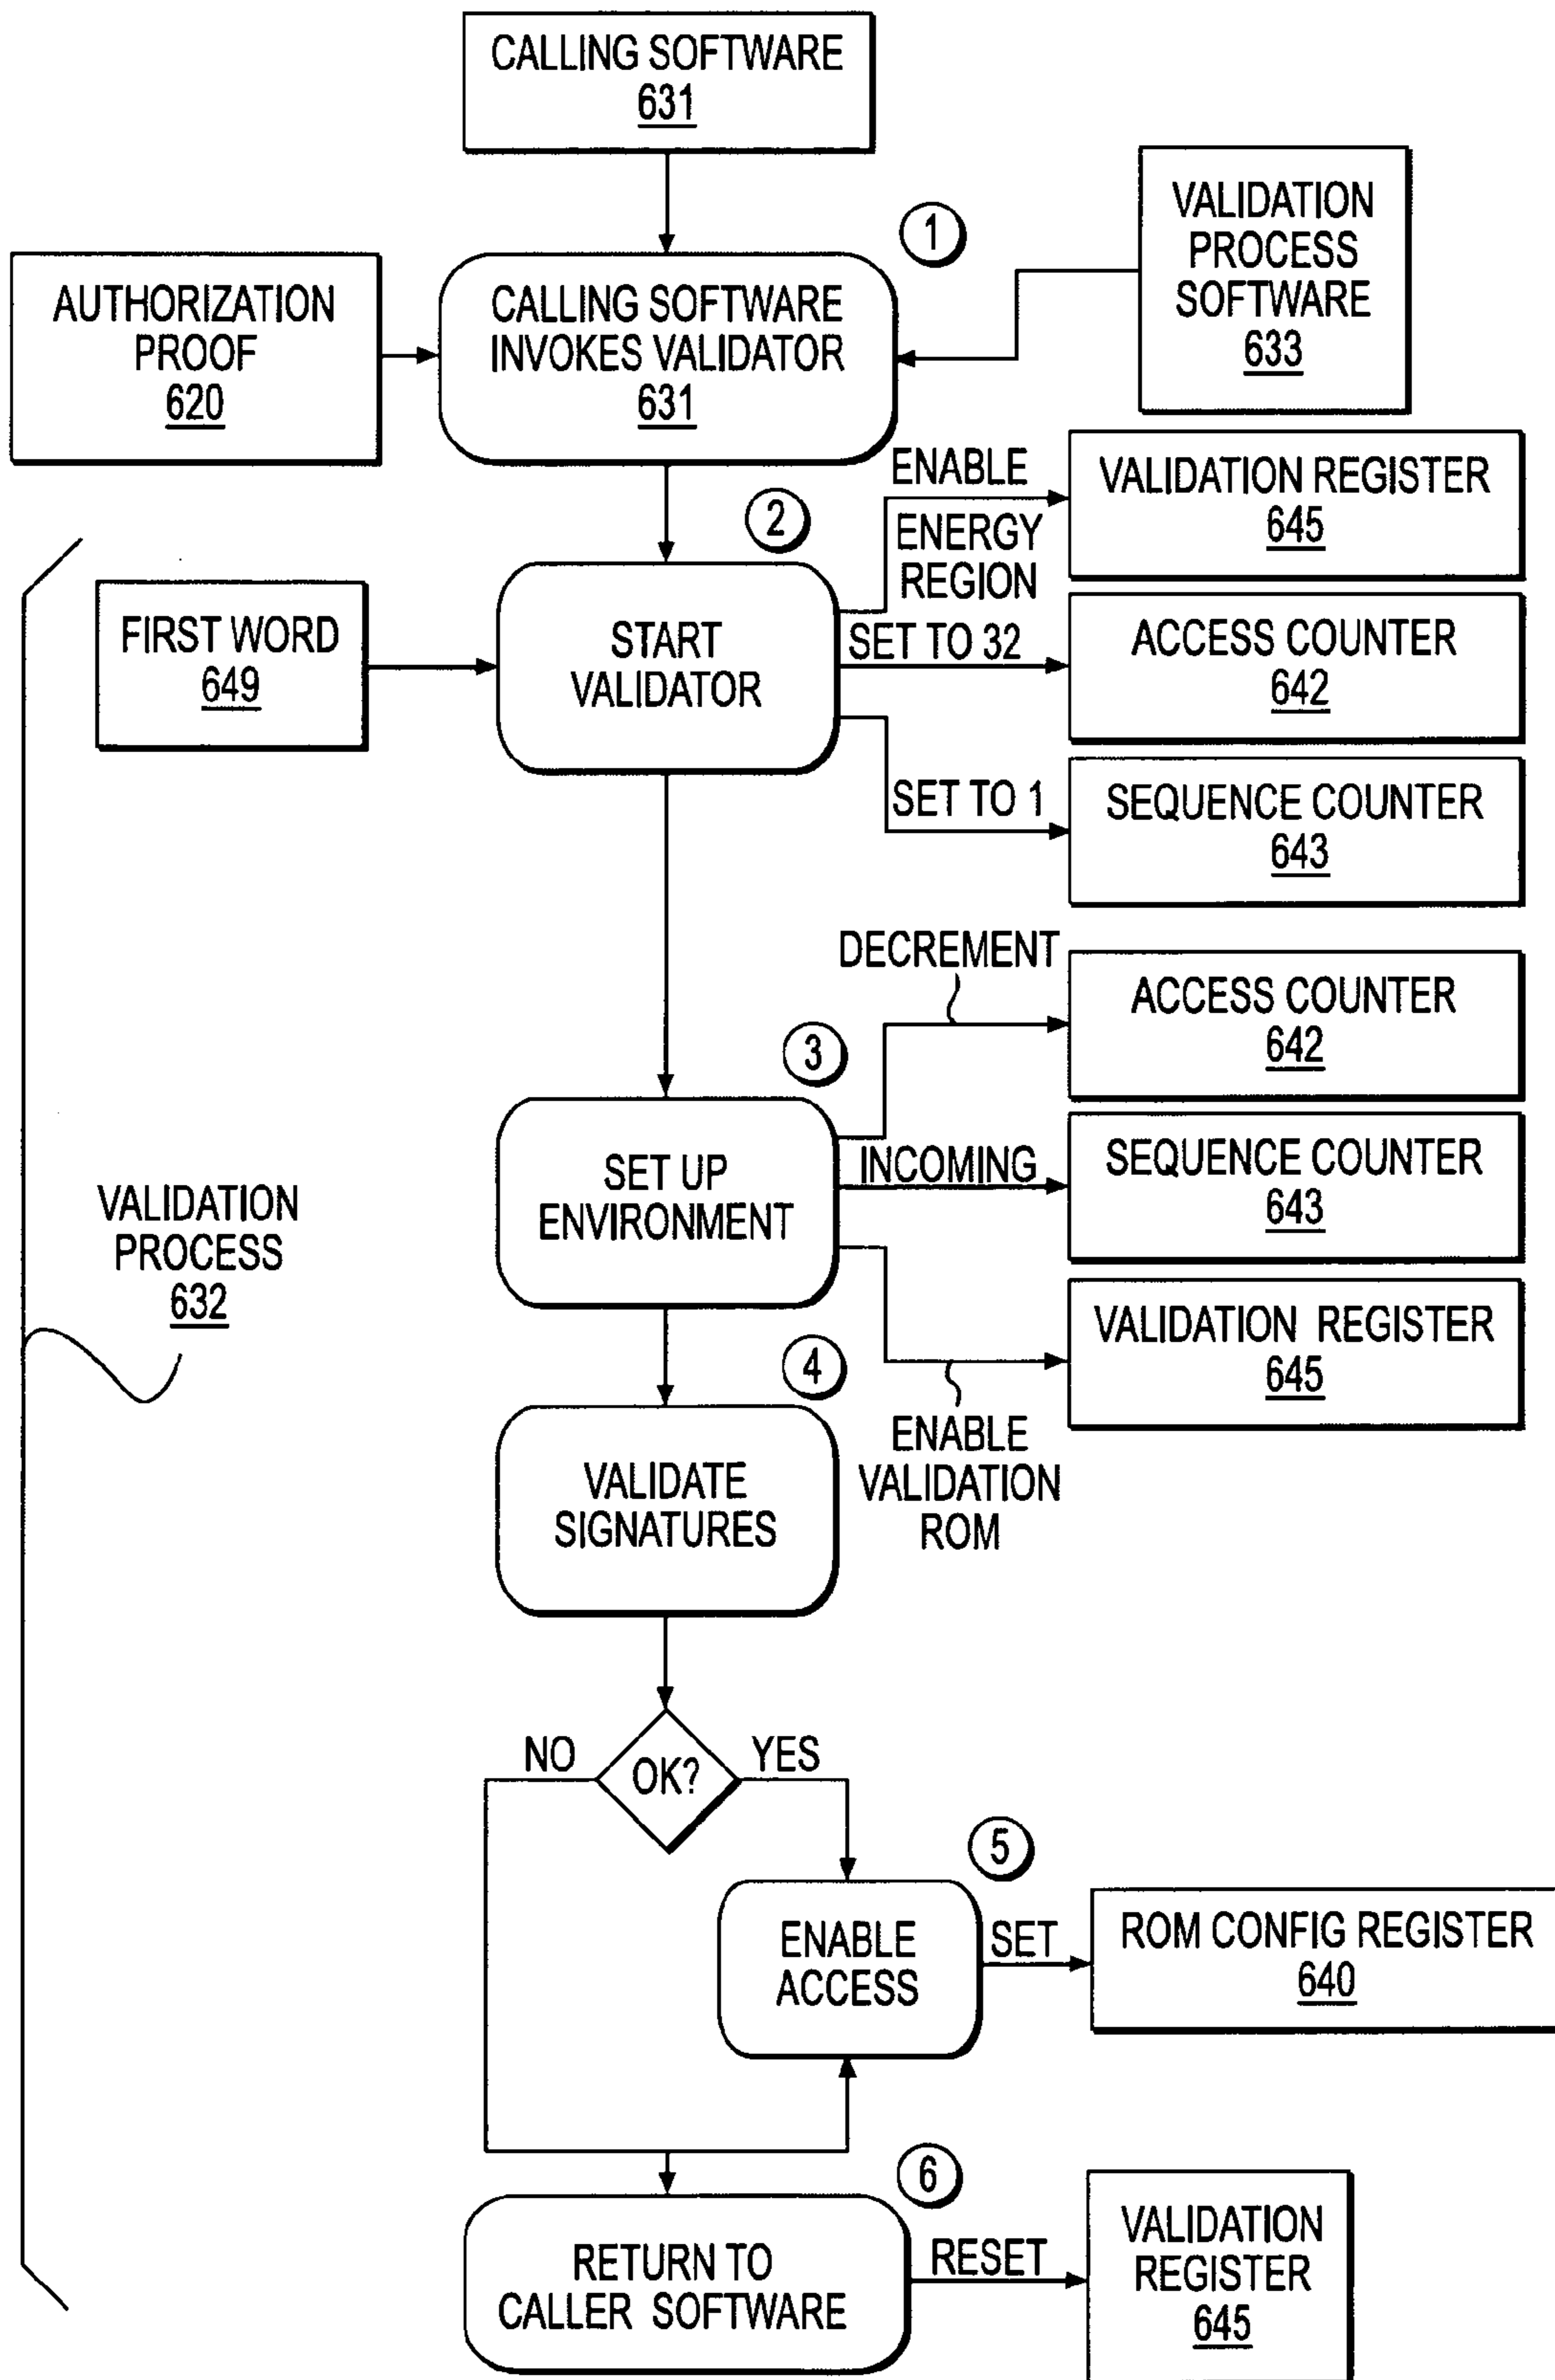 CALLING SOFTWARE
631
1
VALIDATION
PROCESS
SOFTWARE
633
AUTHORIZATION
PROOF
620
CALLING SOFTWARE
INVOKES VALIDATOR
631
2
ENABLE
ENERGY
REGION
VALIDATION REGISTER
645
FIRST WORD
649
START
VALIDATOR
SET TO 32
ACCESS COUNTER
642
SET TO 1
SEQUENCE COUNTER
643
DECREMENT
ACCESS COUNTER
642
3
SET UP
ENVIRONMENT
INCOMING
SEQUENCE COUNTER
643
VALIDATION
PROCESS
632
VALIDATION REGISTER
645
ENABLE
VALIDATION
ROM
4
VALIDATE
SIGNATURES
NO
OK?
YES
5
ENABLE
ACCESS
SET
ROM CONFIG REGISTER
640
6
RETURN TO
CALLER SOFTWARE
RESET
VALIDATION
REGISTER
645